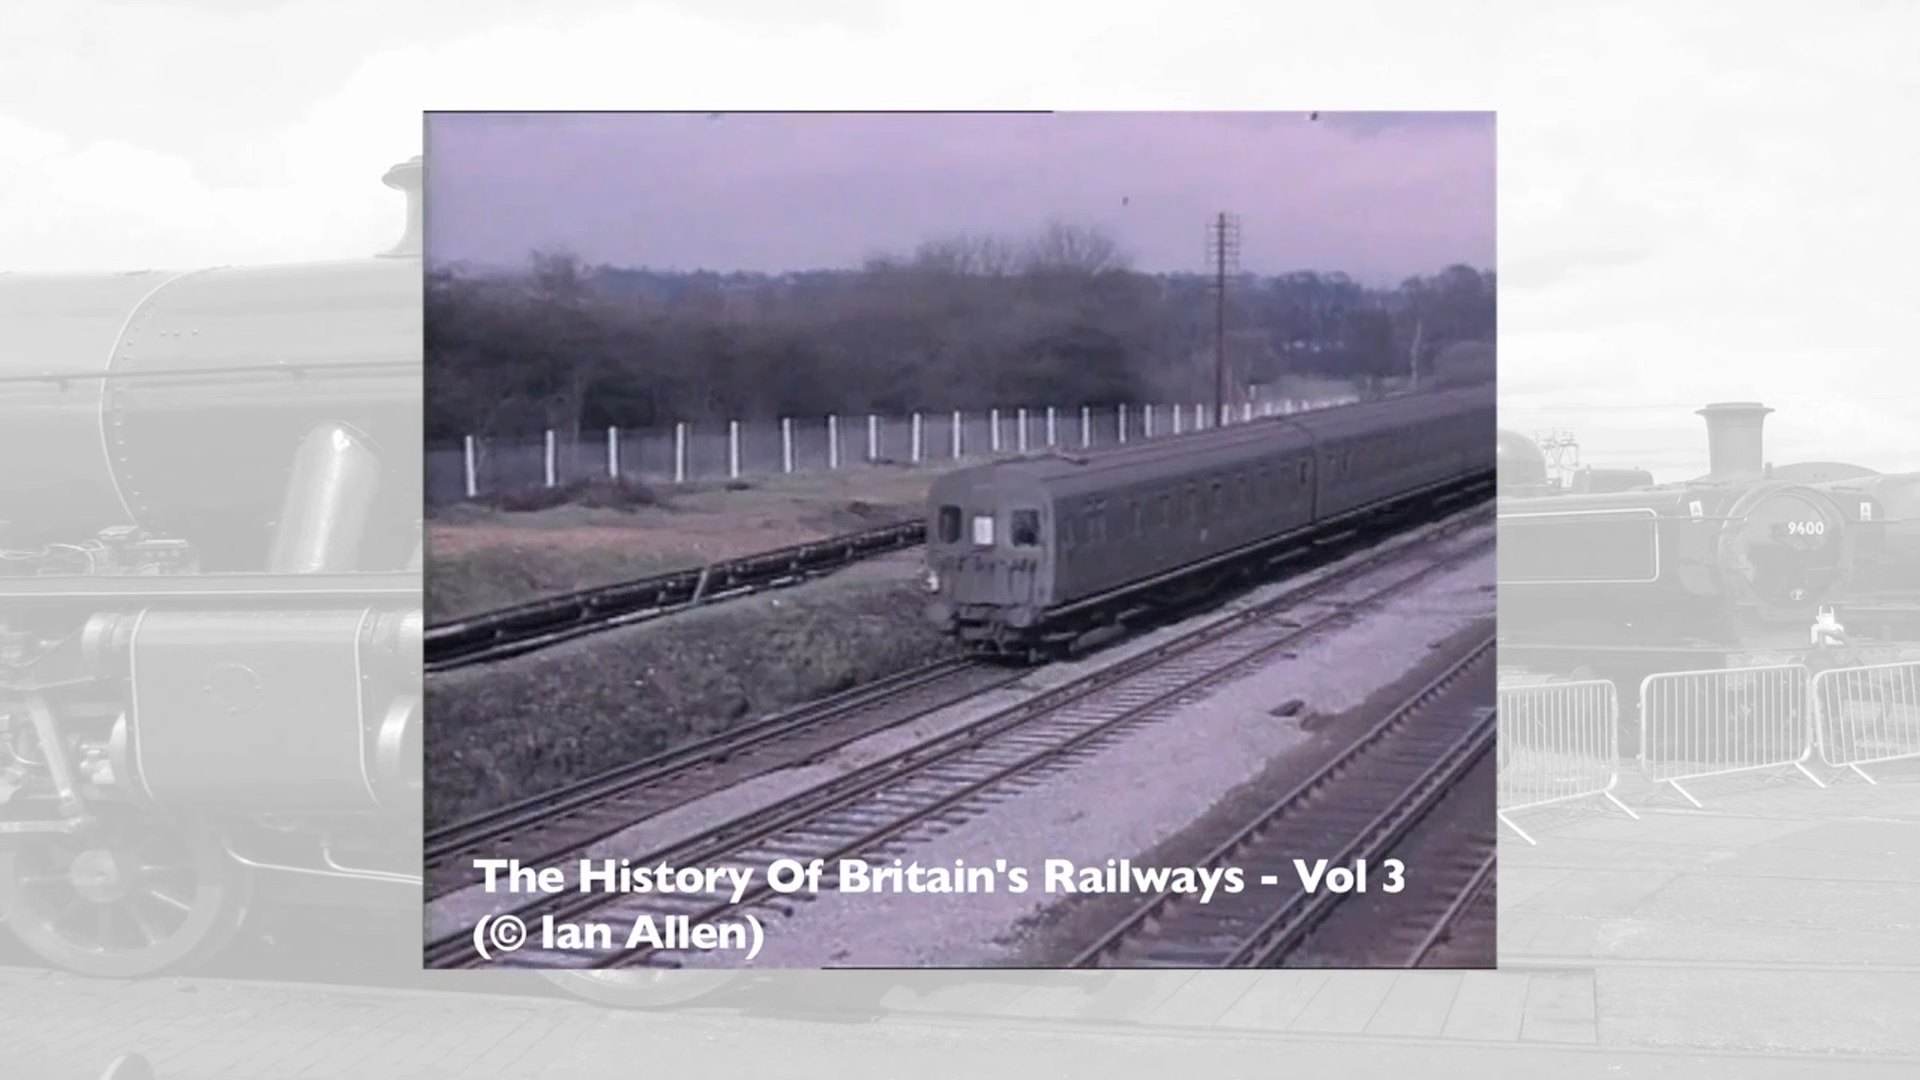 The History Of Britain's Railways - Vol 3
(© Ian Allen)
9600